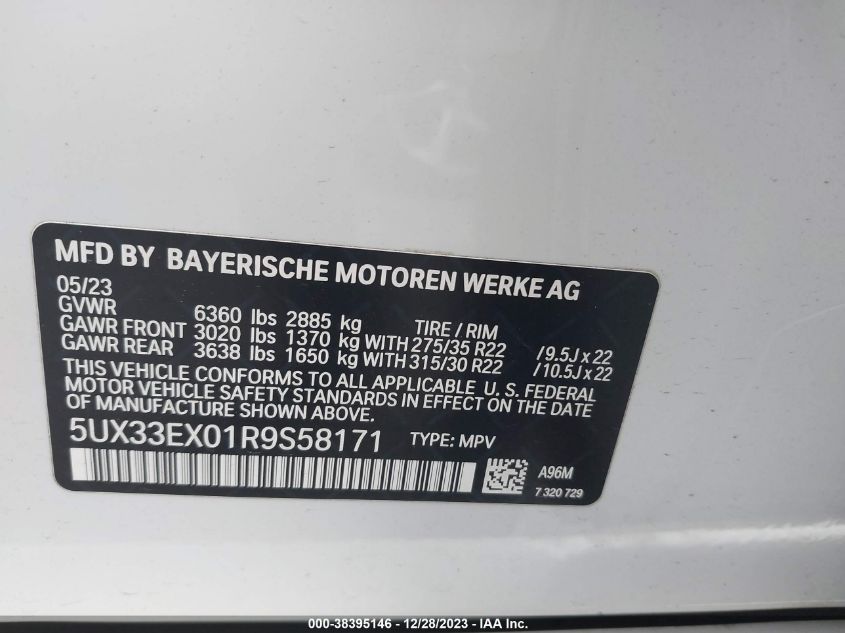 MFD BY BAYERISCHE MOTOREN WERKE AG
05/23
GVWR 6360 lbs 2885 kg TIRE / RIM
GAWR FRONT 3020 lbs 1370 kg WITH 275/35 R22 /9.5J x 22
GAWR REAR 3638 lbs 1650 kg WITH 315/30 R22 /10.5J x 22
THIS VEHICLE CONFORMS TO ALL APPLICABLE U. S. FEDERAL
MOTOR VEHICLE SAFETY STANDARDS IN EFFECT ON THE DATE
OF MANUFACTURE SHOWN ABOVE.
5UX33EX01R9S58171 TYPE: MPV
A96M
7 320 729
000-38395146 - 12/28/2023 - IAA Inc.